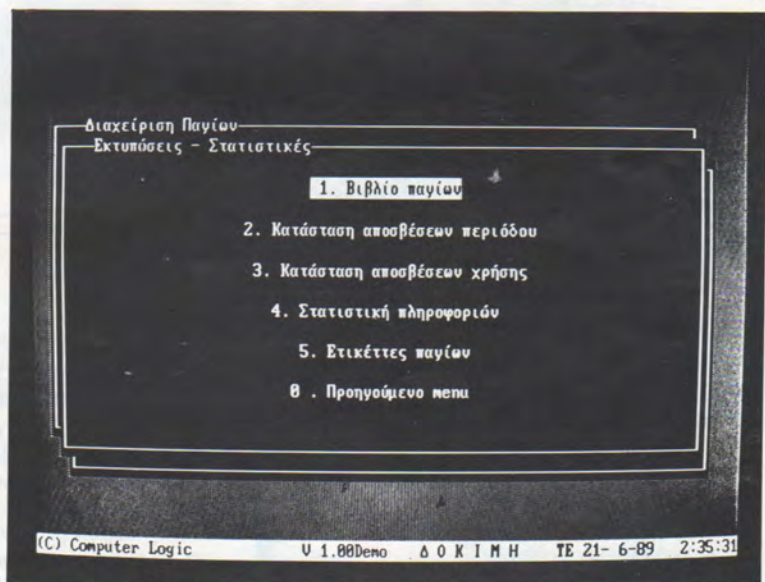 Διαχείριση Παγίων
Εκτυπώσεις - Στατιστικές
1. Βιβλίο παγίων
2. Κατάσταση αποσβέσεων περιόδου
3. Κατάσταση αποσβέσεων χρήσης
4. Στατιστική πληροφοριών
5. Ετικέττες παγίων
0 . Προηγούμενο menu
(C) Computer Logic V 1.00Demo Δ Ο Κ Ι Μ Η ΤΕ 21- 6-89 2:35:31